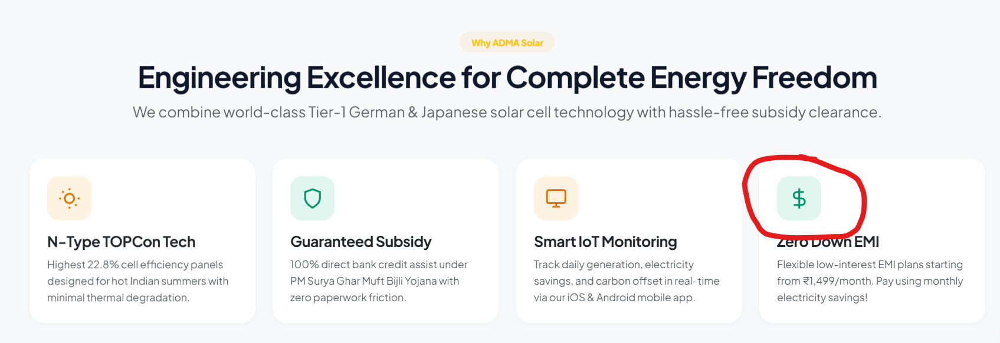 Why ADMA Solar
Engineering Excellence for Complete Energy Freedom
We combine world-class Tier-1 German & Japanese solar cell technology with hassle-free subsidy clearance.
N-Type TOPCon Tech
Highest 22.8% cell efficiency panels
designed for hot Indian summers with
minimal thermal degradation.
Guaranteed Subsidy
100% direct bank credit assist under
PM Surya Ghar Muft Bijli Yojana with
zero paperwork friction.
Smart IoT Monitoring
Track daily generation, electricity
savings, and carbon offset in real-time
via our iOS & Android mobile app.
$
Zero Down EMI
Flexible low-interest EMI plans starting
from ₹1,499/month. Pay using monthly
electricity savings!